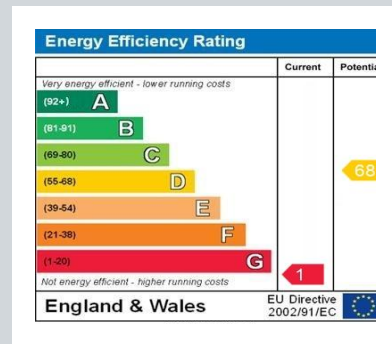 Energy Efficiency Rating
Current Potentia
Very energy efficient - lower running costs
(92+) A
(81-91) B
(69-80) C
(55-68) D
68
(39-54) E
(21-38) F
(1-20) G
1
Not energy efficient - higher running costs
England & Wales
EU Directive
2002/91/EC